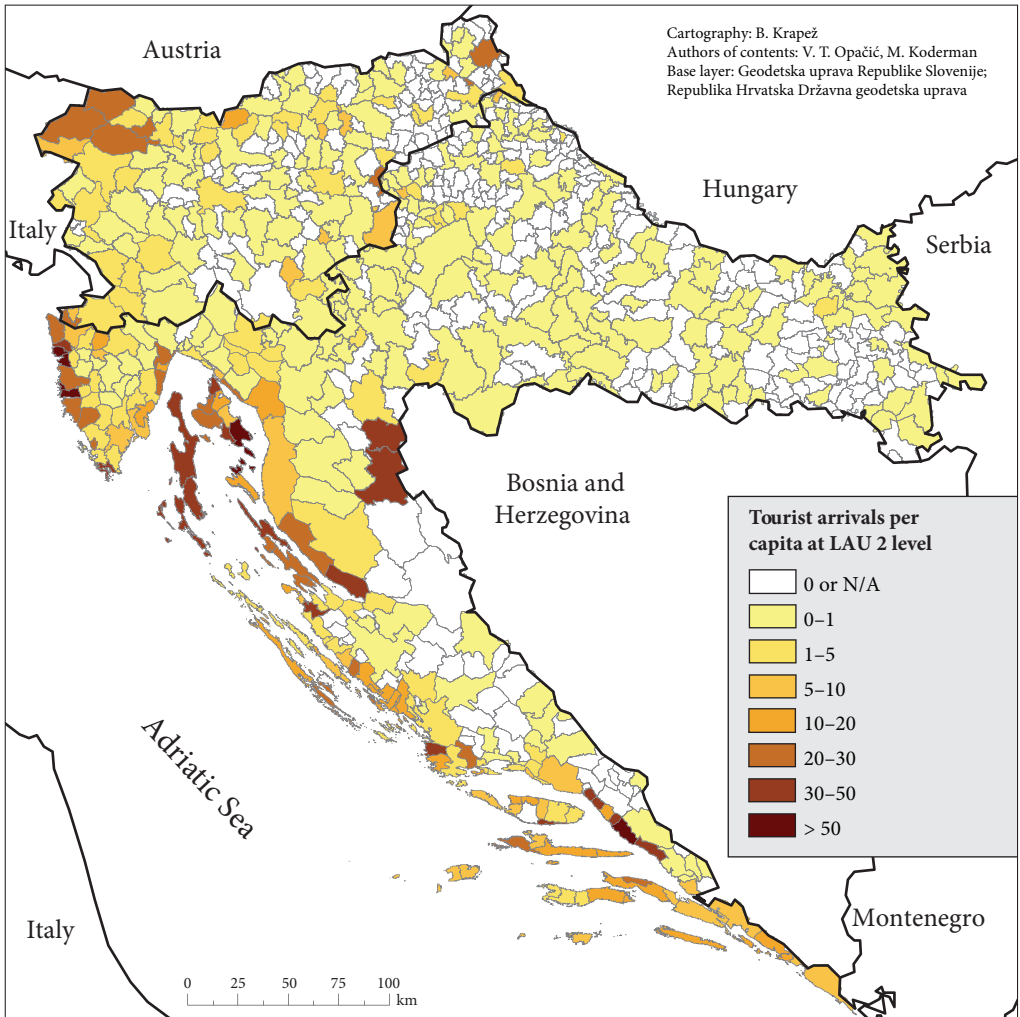 Cartography: B. Krapež
Authors of contents: V. T. Opačić, M. Koderman
Base layer: Geodetska uprava Republike Slovenije;
Republika Hrvatska Državna geodetska uprava
Austria
Hungary
Italy
Serbia
Bosnia and
Herzegovina
Tourist arrivals per
capita at LAU 2 level
0 or N/A
0–1
1–5
5–10
10–20
20–30
30–50
> 50
Adriatic Sea
Italy
Montenegro
0 25 50 75 100
km